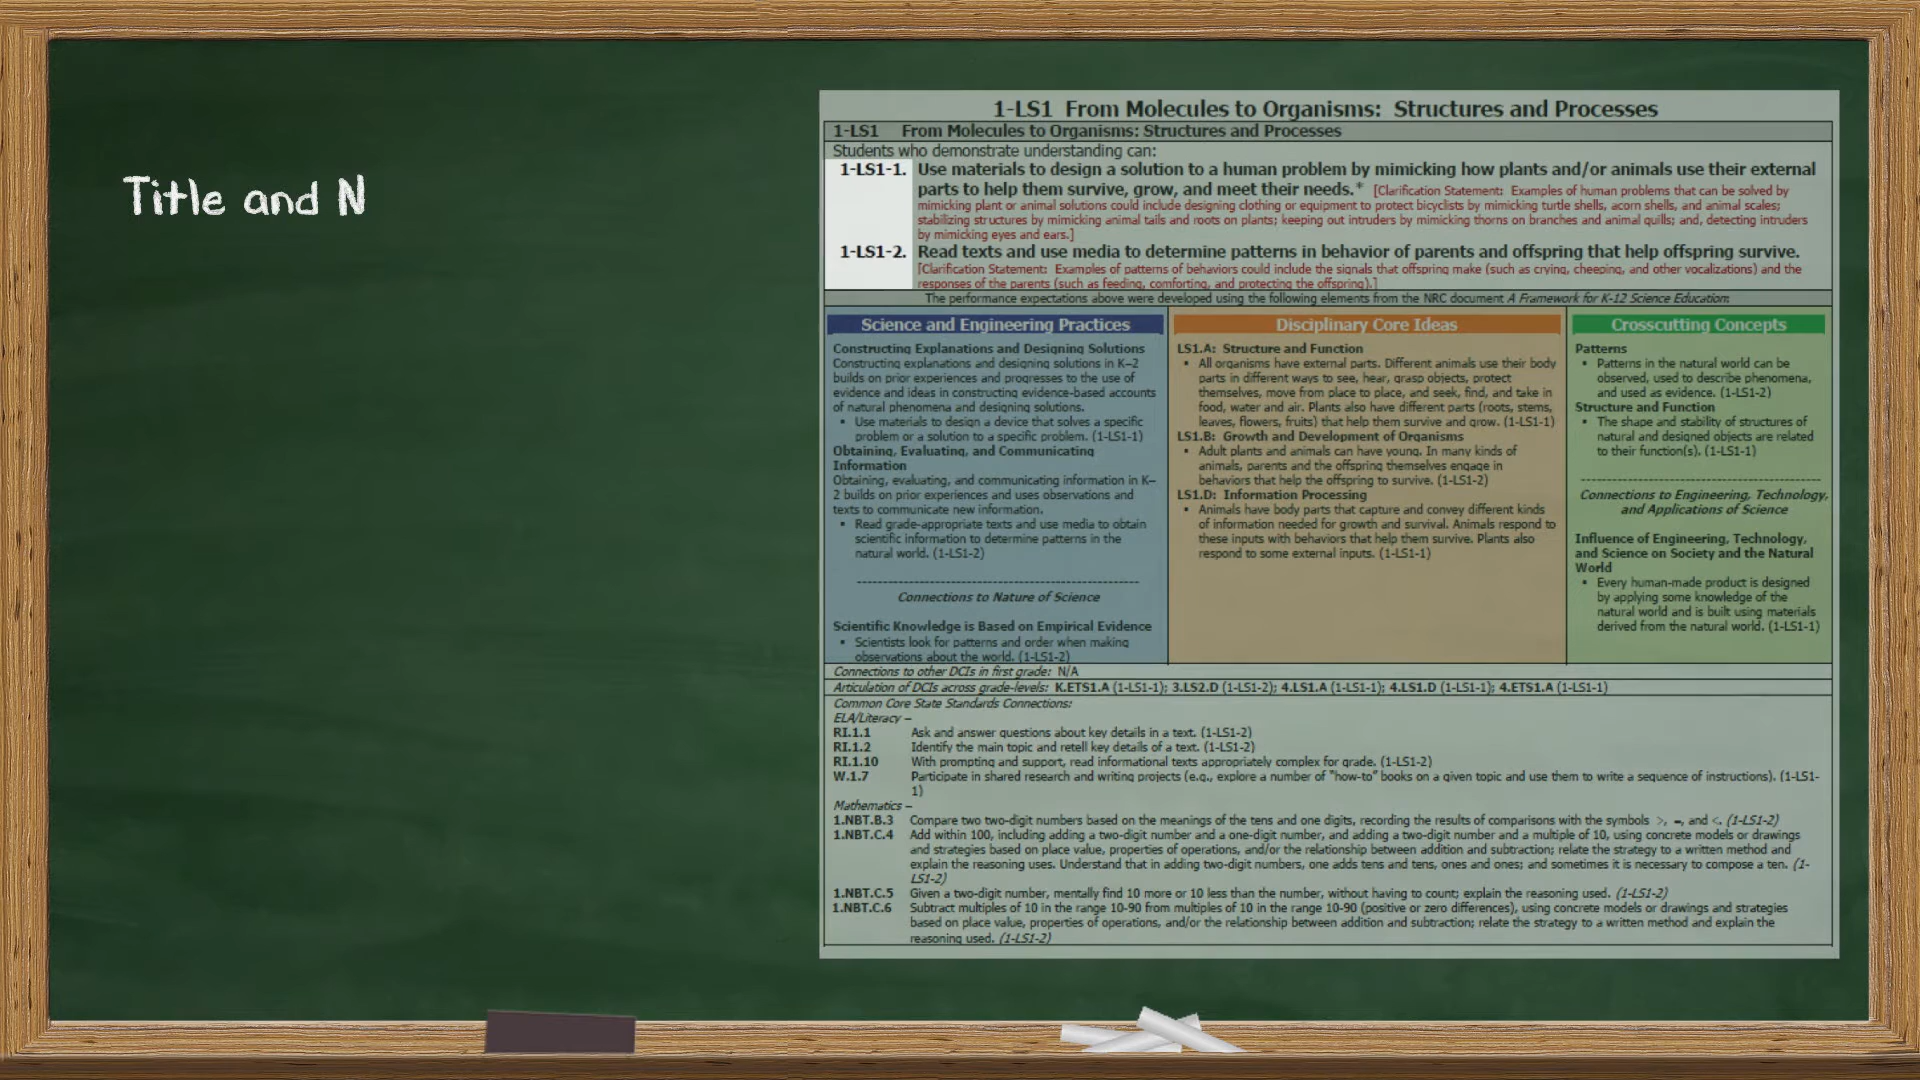 Title and N
1-LS1 From Molecules to Organisms: Structures and Processes
1-LS1 From Molecules to Organisms: Structures and Processes
Students who demonstrate understanding can:
1-LS1-1. Use materials to design a solution to a human problem by mimicking how plants and/or animals use their external
parts to help them survive, grow, and meet their needs.* [Clarification Statement: Examples of human problems that can be solved by
mimicking plant or animal solutions could include designing clothing or equipment to protect bicyclists by mimicking turtle shells, acorn shells, and animal scales;
stabilizing structures by mimicking animal tails and roots on plants; keeping out intruders by mimicking thorns on branches and animal quills; and, detecting intruders
by mimicking eyes and ears.]
1-LS1-2. Read texts and use media to determine patterns in behavior of parents and offspring that help offspring survive.
[Clarification Statement: Examples of patterns of behaviors could include the signals that offspring make (such as crying, cheeping, and other vocalizations) and the
responses of the parents (such as feeding, comforting, and protecting the offspring).]
The performance expectations above were developed using the following elements from the NRC document A Framework for K-12 Science Education:
Science and Engineering Practices
Constructing Explanations and Designing Solutions
Constructing explanations and designing solutions in K–2
builds on prior experiences and progresses to the use of
evidence and ideas in constructing evidence-based accounts
of natural phenomena and designing solutions.
▪ Use materials to design a device that solves a specific
problem or a solution to a specific problem. (1-LS1-1)
Obtaining, Evaluating, and Communicating
Information
Obtaining, evaluating, and communicating information in K–
2 builds on prior experiences and uses observations and
texts to communicate new information.
▪ Read grade-appropriate texts and use media to obtain
scientific information to determine patterns in the
natural world. (1-LS1-2)
Connections to Nature of Science
Scientific Knowledge is Based on Empirical Evidence
▪ Scientists look for patterns and order when making
observations about the world. (1-LS1-2)
Disciplinary Core Ideas
LS1.A: Structure and Function
▪ All organisms have external parts. Different animals use their body
parts in different ways to see, hear, grasp objects, protect
themselves, move from place to place, and seek, find, and take in
food, water and air. Plants also have different parts (roots, stems,
leaves, flowers, fruits) that help them survive and grow. (1-LS1-1)
LS1.B: Growth and Development of Organisms
▪ Adult plants and animals can have young. In many kinds of
animals, parents and the offspring themselves engage in
behaviors that help the offspring to survive. (1-LS1-2)
LS1.D: Information Processing
▪ Animals have body parts that capture and convey different kinds
of information needed for growth and survival. Animals respond to
these inputs with behaviors that help them survive. Plants also
respond to some external inputs. (1-LS1-1)
Crosscutting Concepts
Patterns
▪ Patterns in the natural world can be
observed, used to describe phenomena,
and used as evidence. (1-LS1-2)
Structure and Function
▪ The shape and stability of structures of
natural and designed objects are related
to their function(s). (1-LS1-1)
Connections to Engineering, Technology,
and Applications of Science
Influence of Engineering, Technology,
and Science on Society and the Natural
World
▪ Every human-made product is designed
by applying some knowledge of the
natural world and is built using materials
derived from the natural world. (1-LS1-1)
Connections to other DCIs in first grade: N/A
Articulation of DCIs across grade-levels: K.ETS1.A (1-LS1-1); 3.LS2.D (1-LS1-2); 4.LS1.A (1-LS1-1); 4.LS1.D (1-LS1-1); 4.ETS1.A (1-LS1-1)
Common Core State Standards Connections:
ELA/Literacy –
RI.1.1 Ask and answer questions about key details in a text. (1-LS1-2)
RI.1.2 Identify the main topic and retell key details of a text. (1-LS1-2)
RI.1.10 With prompting and support, read informational texts appropriately complex for grade. (1-LS1-2)
W.1.7 Participate in shared research and writing projects (e.g., explore a number of "how-to" books on a given topic and use them to write a sequence of instructions). (1-LS1-
1)
Mathematics –
1.NBT.B.3 Compare two two-digit numbers based on the meanings of the tens and one digits, recording the results of comparisons with the symbols >, =, and <. (1-LS1-2)
1.NBT.C.4 Add within 100, including adding a two-digit number and a one-digit number, and adding a two-digit number and a multiple of 10, using concrete models or drawings
and strategies based on place value, properties of operations, and/or the relationship between addition and subtraction; relate the strategy to a written method and
explain the reasoning uses. Understand that in adding two-digit numbers, one adds tens and tens, ones and ones; and sometimes it is necessary to compose a ten. (1-
LS1-2)
1.NBT.C.5 Given a two-digit number, mentally find 10 more or 10 less than the number, without having to count; explain the reasoning used. (1-LS1-2)
1.NBT.C.6 Subtract multiples of 10 in the range 10-90 from multiples of 10 in the range 10-90 (positive or zero differences), using concrete models or drawings and strategies
based on place value, properties of operations, and/or the relationship between addition and subtraction; relate the strategy to a written method and explain the
reasoning used. (1-LS1-2)